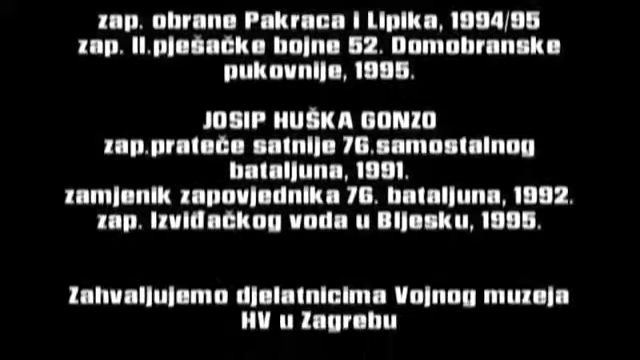 zap. obrane Pakraca i Lipika, 1994/95
zap. II.pješačke bojne 52. Domobranske
pukovnije, 1995.
JOSIP HUŠKA GONZO
zap.prateče satnije 76.samostalnog
bataljuna, 1991.
zamjenik zapovjednika 76. bataljuna, 1992.
zap. Izviđačkog voda u Bljesku, 1995.
Zahvaljujemo djelatnicima Vojnog muzeja
HV u Zagrebu